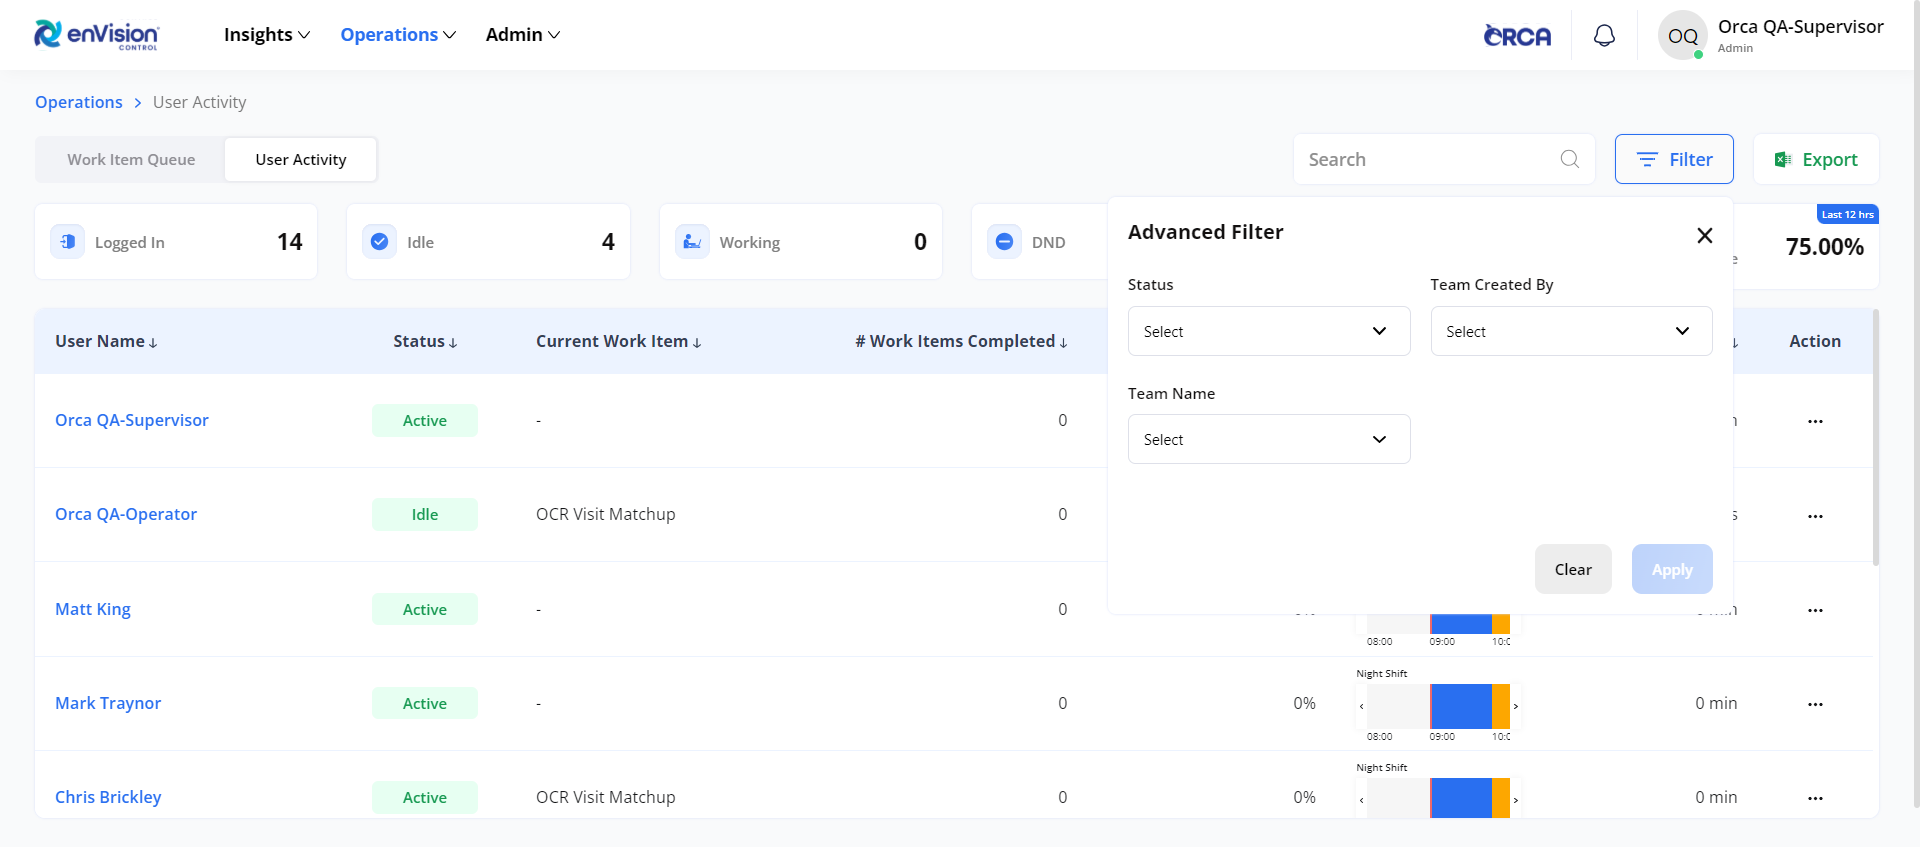 enVision
CONTROL
Insights
Operations
Admin
ORCA
OQ
Orca QA-Supervisor
Admin
Operations > User Activity
Work Item Queue
User Activity
Search
Filter
Export
Logged In 14
Idle 4
Working 0
DND
Last 12 hrs
75.00%
Advanced Filter
Status
Team Created By
Select
Select
Team Name
Select
Clear
Apply
User Name
Status
Current Work Item
# Work Items Completed
Action
Orca QA-Supervisor Active - 0
Orca QA-Operator Idle OCR Visit Matchup 0
Matt King Active - 0
08:00 09:00
Night Shift
Mark Traynor Active - 0 0% 0 min
08:00 09:00
Night Shift
Chris Brickley Active OCR Visit Matchup 0 0% 0 min